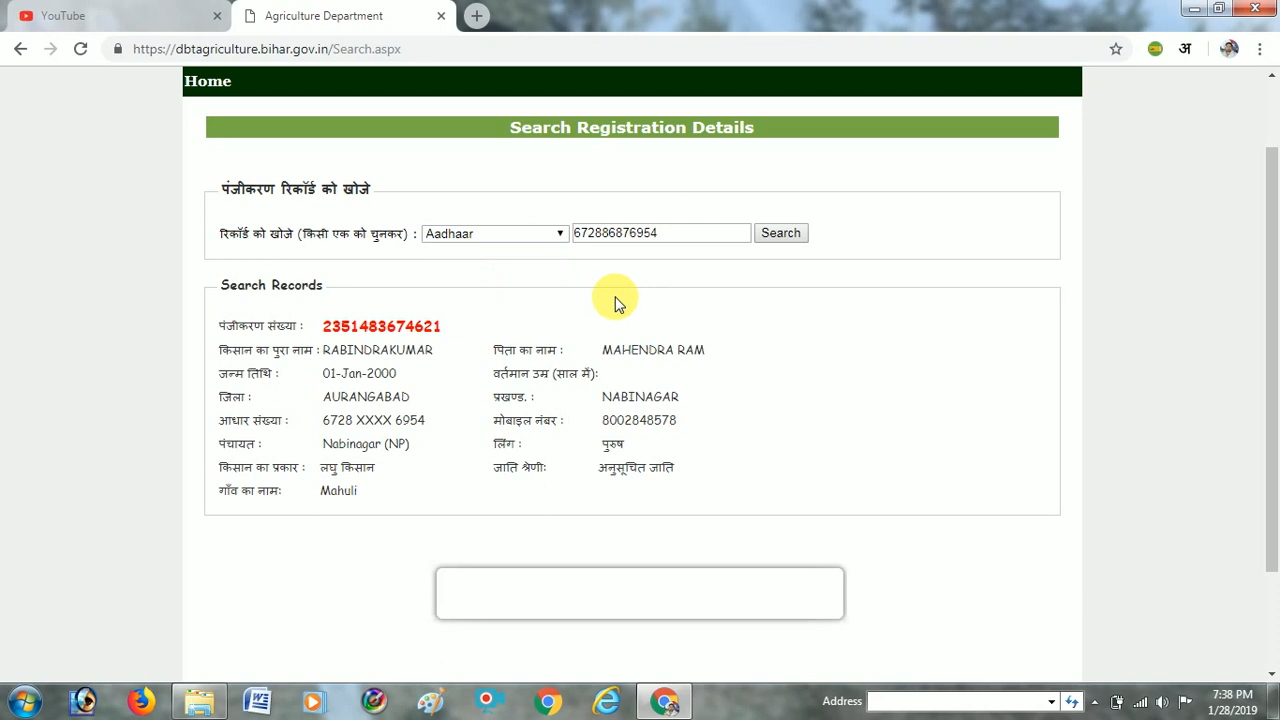 YouTube
Agriculture Department
https://dbtagriculture.bihar.gov.in/Search.aspx
अ
Home
Search Registration Details
पंजीकरण रिकॉर्ड को खोजे
रिकॉर्ड को खोजे (किसी एक को चुनकर) : Aadhaar 672886876954 Search
Search Records
पंजीकरण संख्या : 2351483674621
किसान का पुरा नाम : RABINDRAKUMAR पिता का नाम : MAHENDRA RAM
जन्म तिथि : 01-Jan-2000 वर्तमान उम्र (साल में):
जिला : AURANGABAD प्रखण्ड. : NABINAGAR
आधार संख्या : 6728 XXXX 6954 मोबाइल नंबर : 8002848578
पंचायत : Nabinagar (NP) लिंग : पुरुष
किसान का प्रकार : लघु किसान जाति श्रेणी: अनुसूचित जाति
गाँव का नाम: Mahuli
Address
7:38 PM
1/28/2019